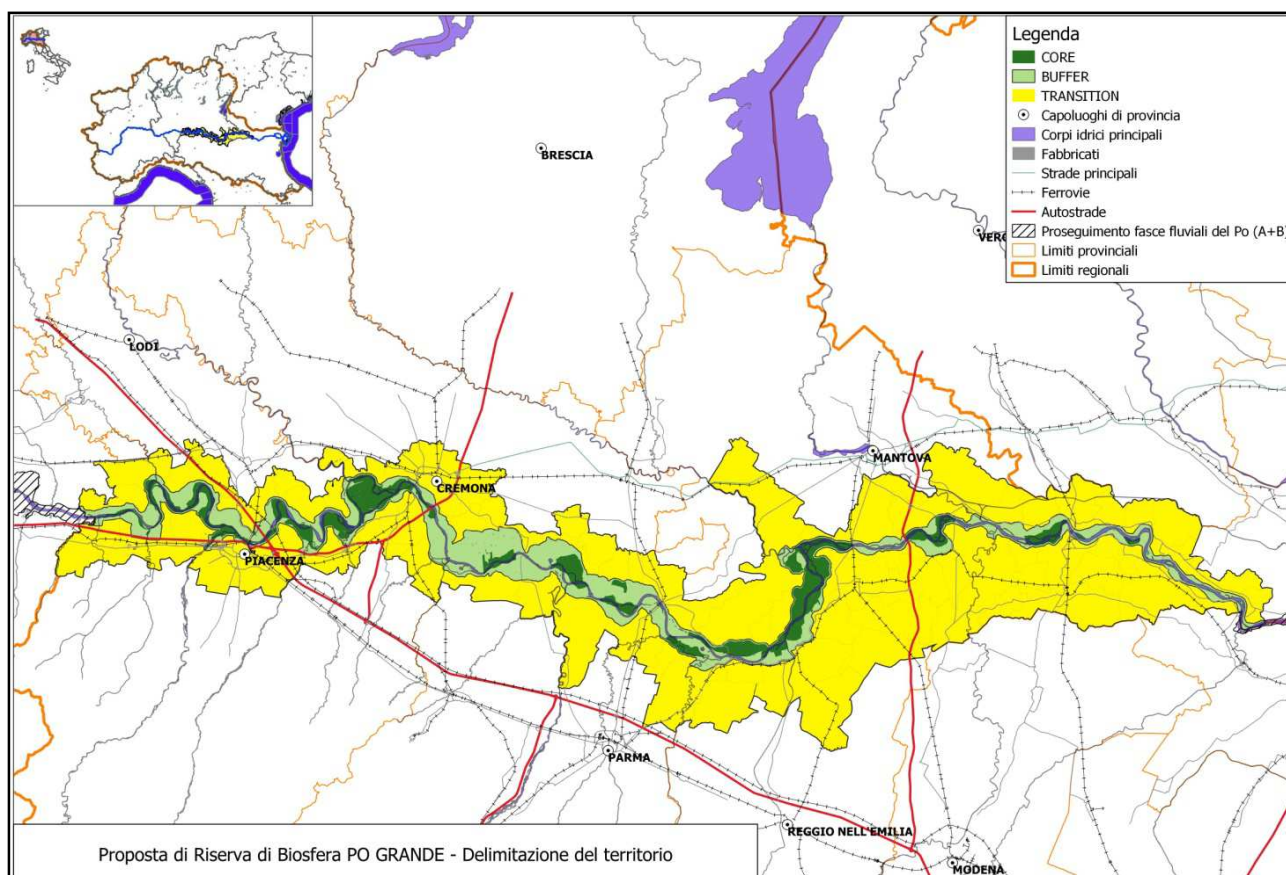 Legenda
CORE
BUFFER
TRANSITION
Capoluoghi di provincia
Corpi idrici principali
Fabbricati
Strade principali
Ferrovie
Autostrade
Proseguimento fasce fluviali del Po (A+B)
Limiti provinciali
Limiti regionali
BRESCIA
VERO
LODI
MANTOVA
CREMONA
PIACENZA
PARMA
REGGIO NELL'EMILIA
MODENA
Proposta di Riserva di Biosfera PO GRANDE - Delimitazione del territorio